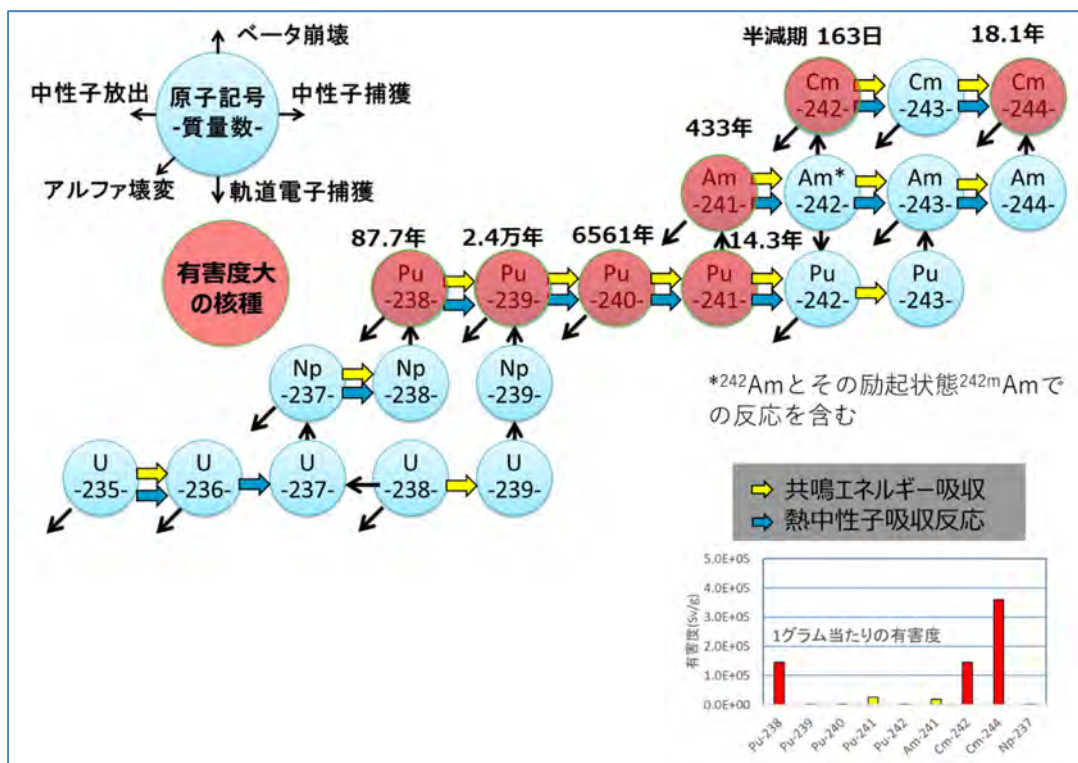 ベータ崩壊
中性子放出
原子記号
-質量数-
中性子捕獲
アルファ壊変
軌道電子捕獲
有害度大
の核種
半減期 163日
18.1年
Cm
-242-
Cm
-243-
Cm
-244-
433年
Am
-241-
Am*
-242-
Am
-243-
Am
-244-
87.7年
2.4万年
6561年
14.3年
Pu
-238-
Pu
-239-
Pu
-240-
Pu
-241-
Pu
-242-
Pu
-243-
Np
-237-
Np
-238-
Np
-239-
U
-235-
U
-236-
U
-237-
U
-238-
U
-239-
*²⁴²Amとその励起状態²⁴²ᵐAmで
の反応を含む
共鳴エネルギー吸収
熱中性子吸収反応
有害度(Sv/g)
5.0E+05
4.0E+05
3.0E+05
2.0E+05
1.0E+05
0.0E+00
1グラム当たりの有害度
Pu-238
Pu-239
Pu-240
Pu-241
Pu-242
Am-241
Cm-242
Cm-244
Np-237